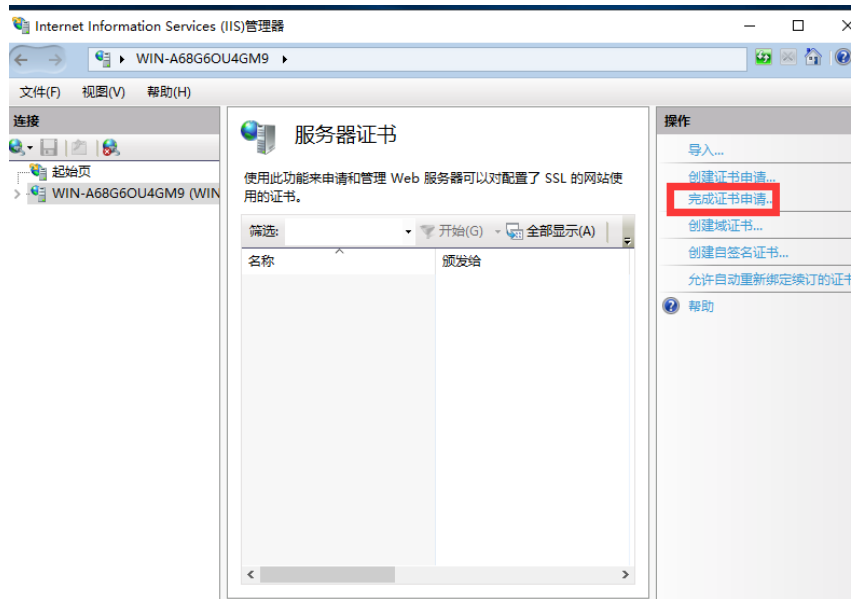 Internet Information Services (IIS)管理器
WIN-A68G6OU4GM9
文件(F) 视图(V) 帮助(H)
连接
起始页
WIN-A68G6OU4GM9 (WIN
服务器证书
使用此功能来申请和管理 Web 服务器可以对配置了 SSL 的网站使
用的证书。
筛选: 开始(G) 全部显示(A)
名称 颁发给
操作
导入...
创建证书申请...
完成证书申请...
创建域证书...
创建自签名证书...
允许自动重新绑定续订的证书
帮助